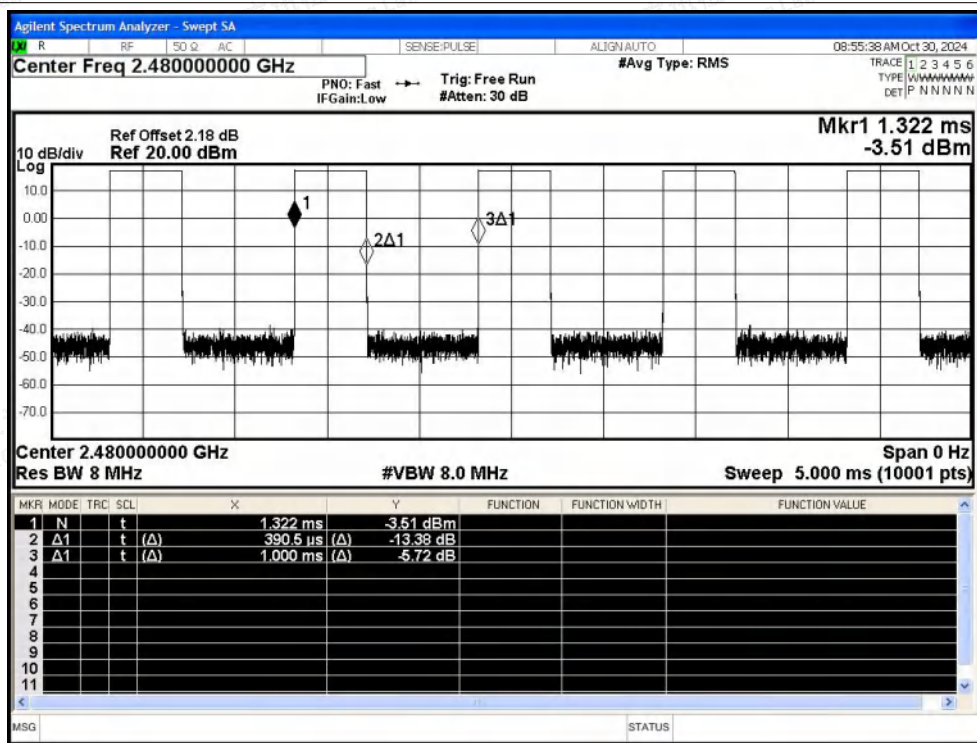 Agilent Spectrum Analyzer - Swept SA
LXI R RF 50 Ω AC SENSE:PULSE ALIGNAUTO 08:55:38 AM Oct 30, 2024
Center Freq 2.480000000 GHz #Avg Type: RMS TRACE 1 2 3 4 5 6
PNO: Fast Trig: Free Run TYPE WWWWWW
IFGain:Low #Atten: 30 dB DET P N N N N N
Mkr1 1.322 ms
Ref Offset 2.18 dB
10 dB/div Ref 20.00 dBm -3.51 dBm
Log
10.0
1
0.00
3Δ1
2Δ1
-10.0
-20.0
-30.0
-40.0
-50.0
-60.0
-70.0
Center 2.480000000 GHz Span 0 Hz
Res BW 8 MHz #VBW 8.0 MHz Sweep 5.000 ms (10001 pts)
MKR MODE TRC SCL X Y FUNCTION FUNCTION WIDTH FUNCTION VALUE
1 N t 1.322 ms -3.51 dBm
2 Δ1 t (Δ) 390.5 µs (Δ) -13.38 dB
3 Δ1 t (Δ) 1.000 ms (Δ) -5.72 dB
4
5
6
7
8
9
10
11
MSG STATUS